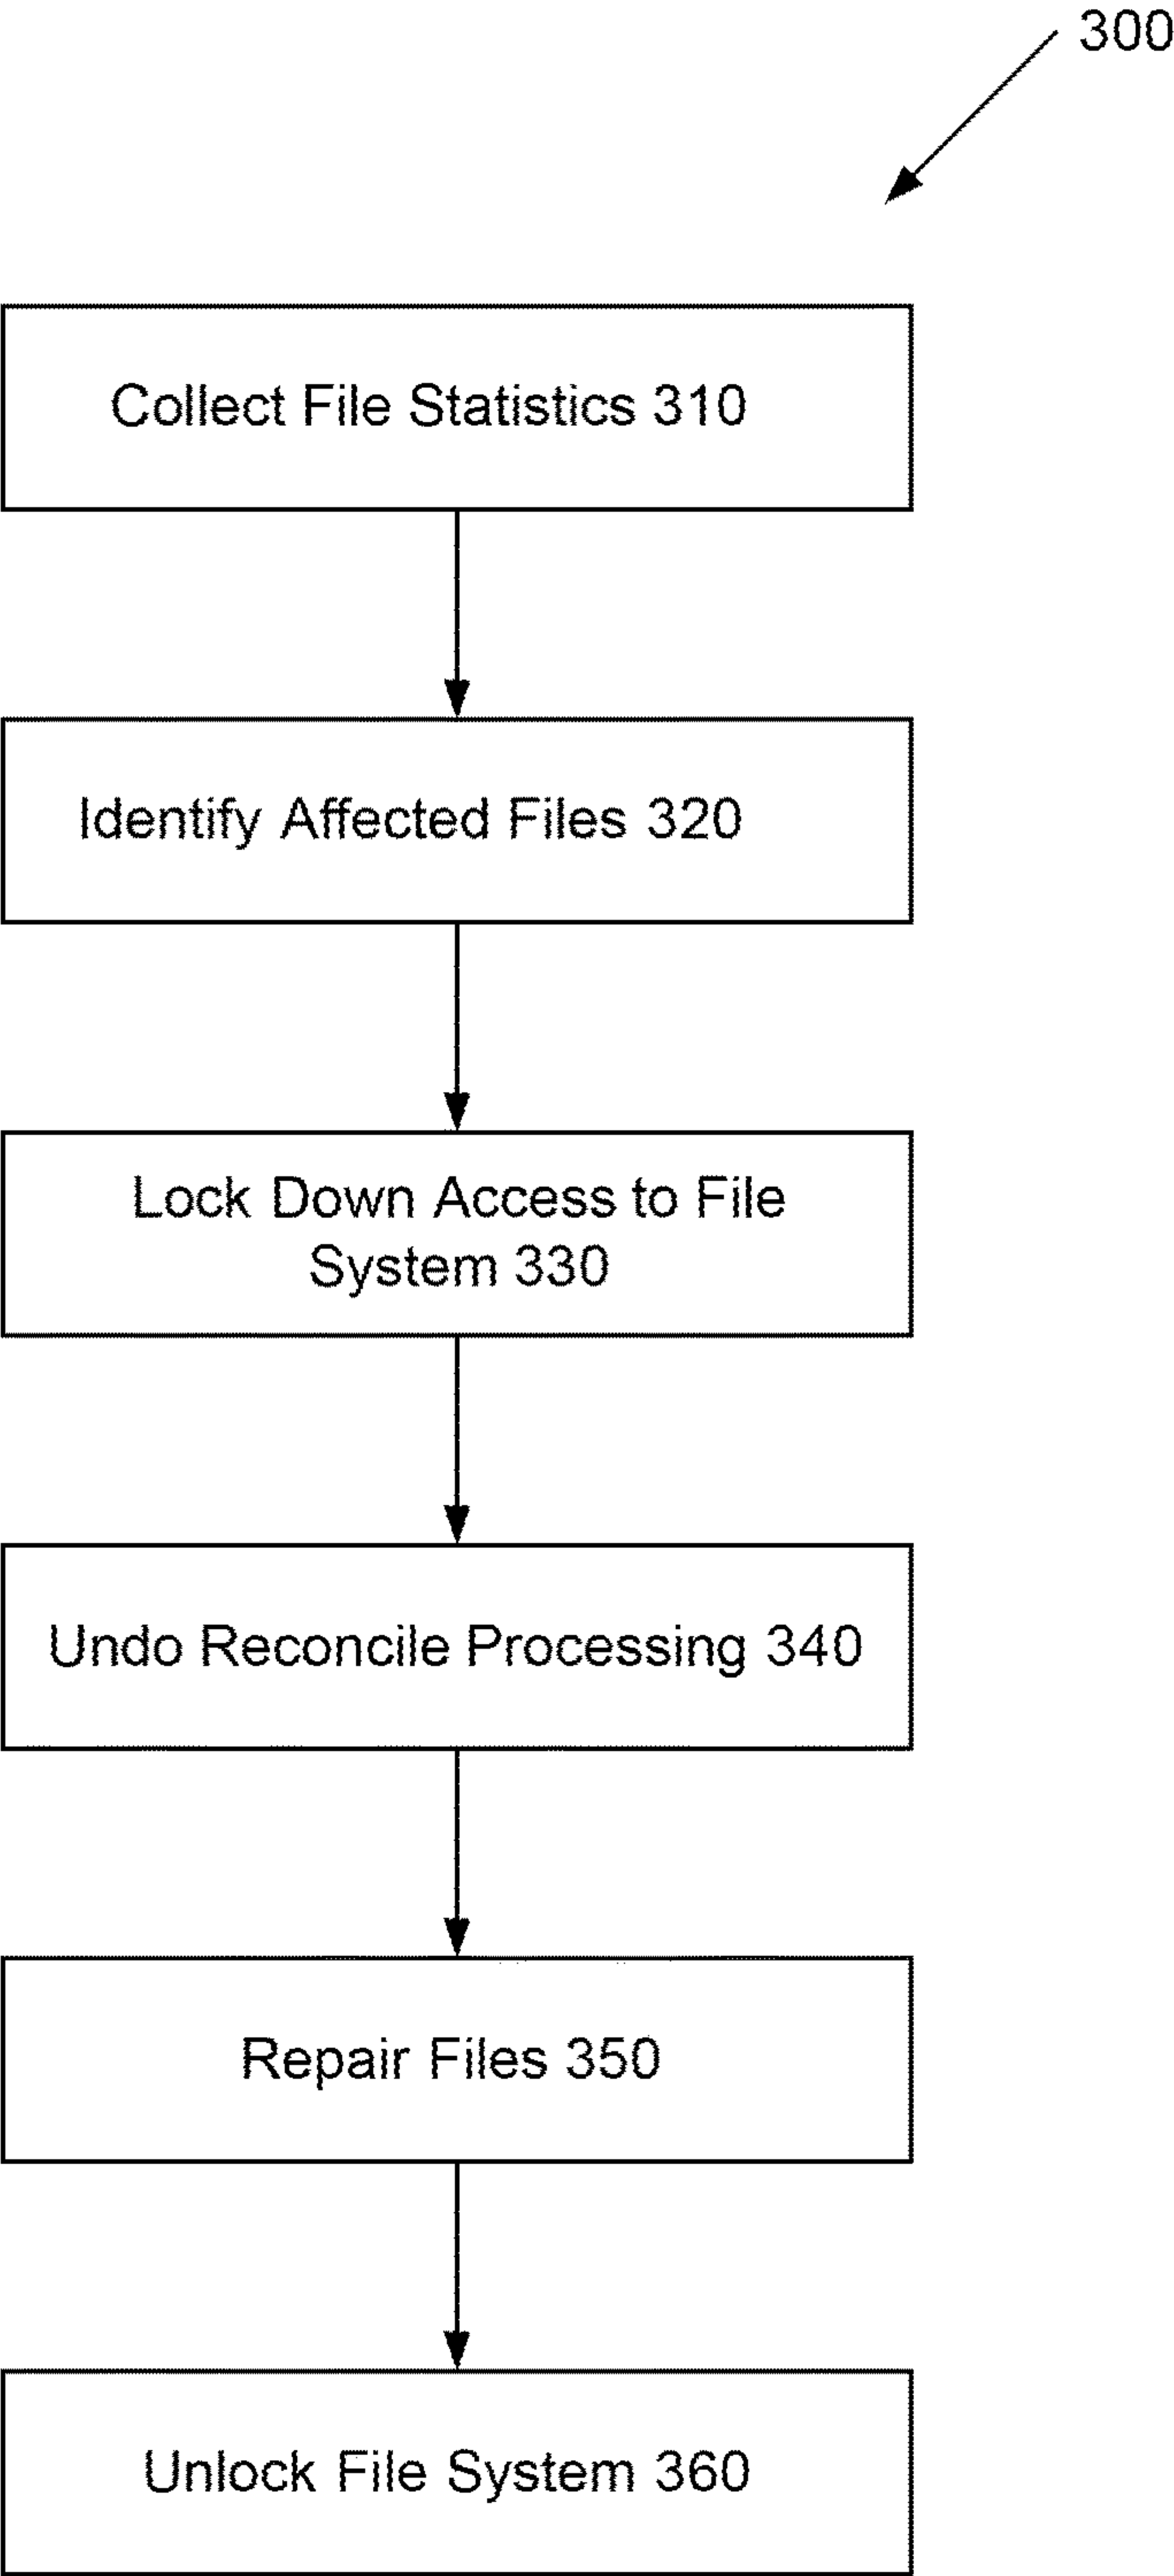 300
Collect File Statistics 310
Identify Affected Files 320
Lock Down Access to File
System 330
Undo Reconcile Processing 340
Repair Files 350
Unlock File System 360